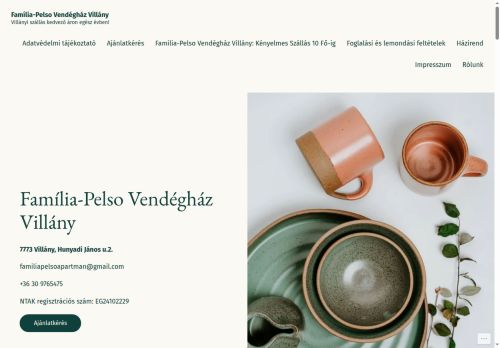 Família-Pelso Vendégház Villány
Villányi szállás kedvező áron egész évben!
Adatvédelmi tájékoztató Ajánlatkérés Família-Pelso Vendégház Villány: Kényelmes Szállás 10 Fő-ig Foglalási és lemondási feltételek Házirend
Impresszum Rólunk
Família-Pelso Vendégház
Villány
7773 Villány, Hunyadi János u.2.
familiapelsoapartman@gmail.com
+36 30 9765475
NTAK regisztrációs szám: EG24102229
Ajánlatkérés